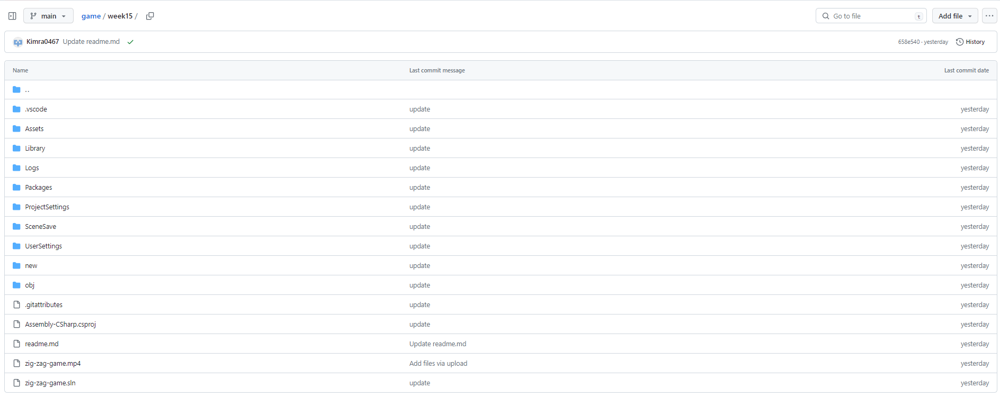 main game / week15 / Go to file t Add file
Kimra0467 Update readme.md 658e540 · yesterday History
Name Last commit message Last commit date
..
.vscode update yesterday
Assets update yesterday
Library update yesterday
Logs update yesterday
Packages update yesterday
ProjectSettings update yesterday
SceneSave update yesterday
UserSettings update yesterday
new update yesterday
obj update yesterday
.gitattributes update yesterday
Assembly-CSharp.csproj update yesterday
readme.md Update readme.md yesterday
zig-zag-game.mp4 Add files via upload yesterday
zig-zag-game.sln update yesterday